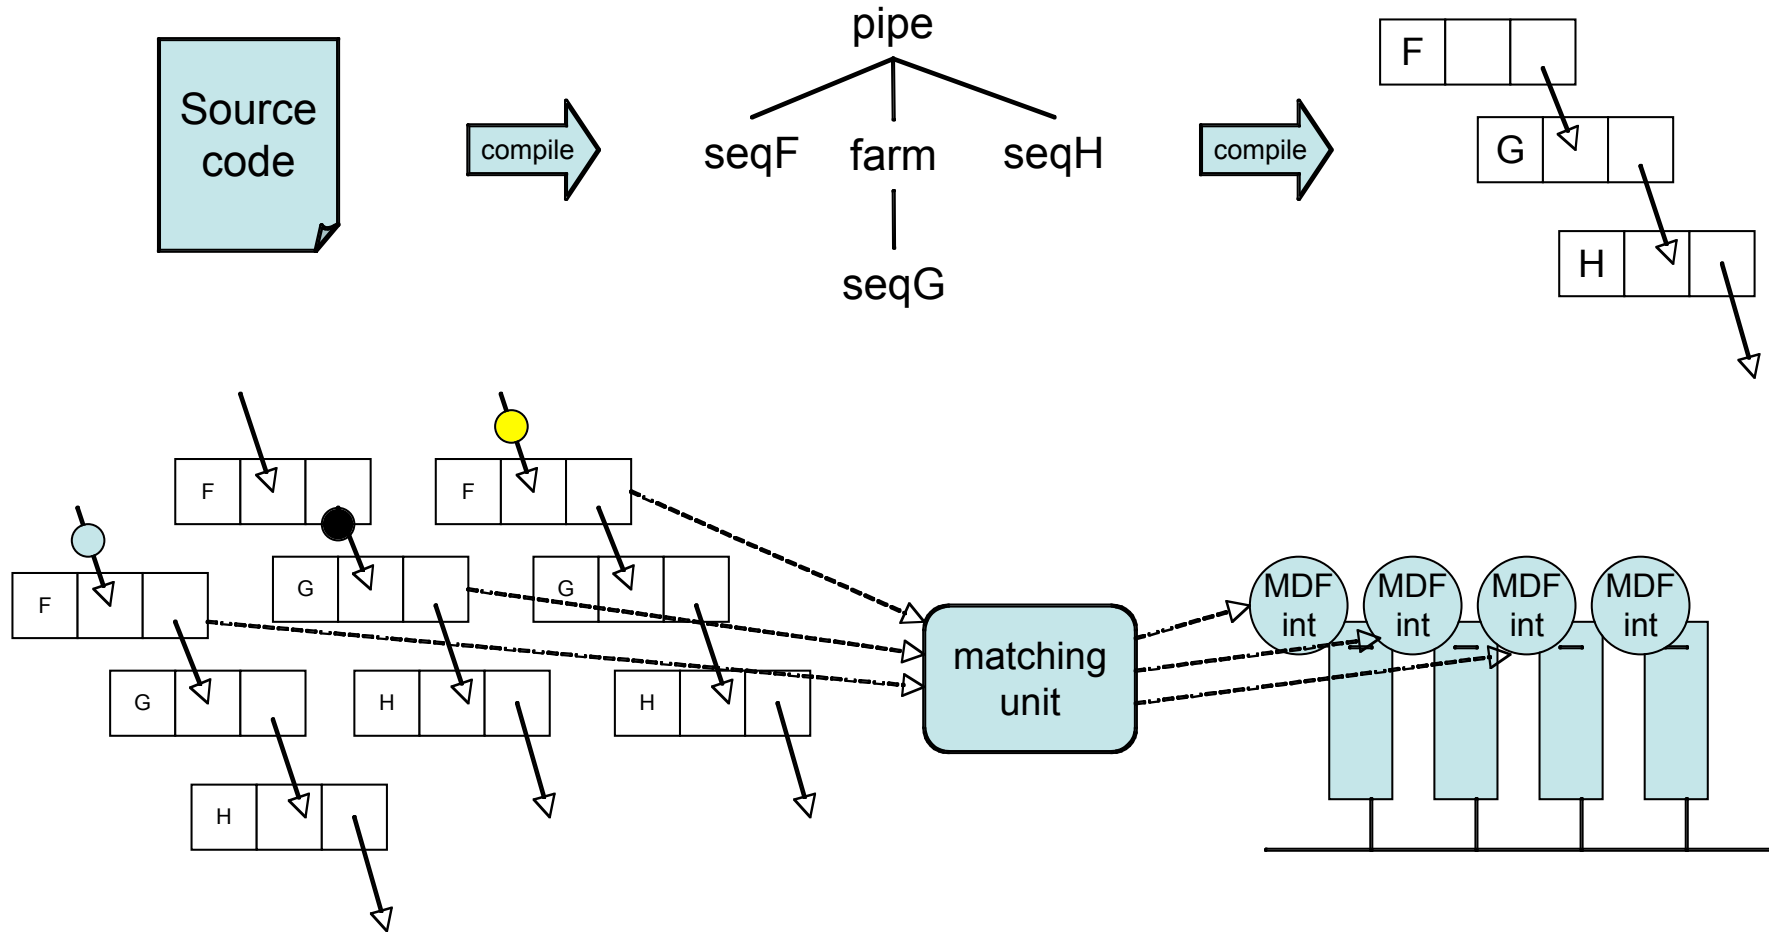 pipe
Source
code
compile
seqF
farm
seqH
seqG
compile
F
G
H
F
F
F
G
G
G
H
H
H
matching
unit
MDF
int
MDF
int
MDF
int
MDF
int